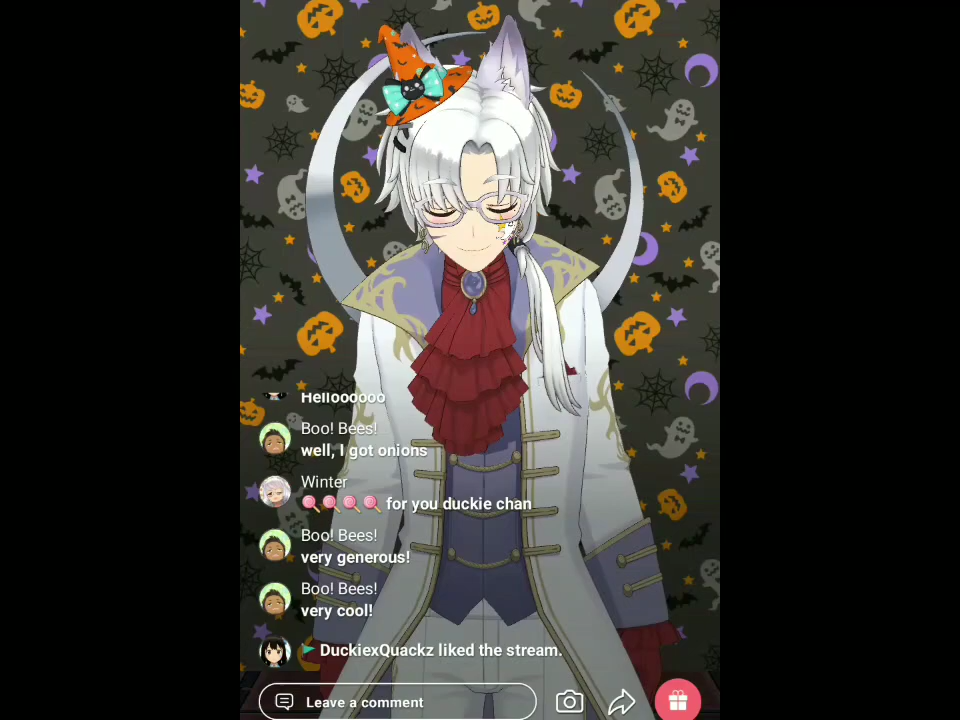 Helloooooo
Boo! Bees!
well, I got onions
Winter
🍭🍭🍭🍭 for you duckie chan
Boo! Bees!
very generous!
Boo! Bees!
very cool!
DuckiexQuackz liked the stream.
Leave a comment